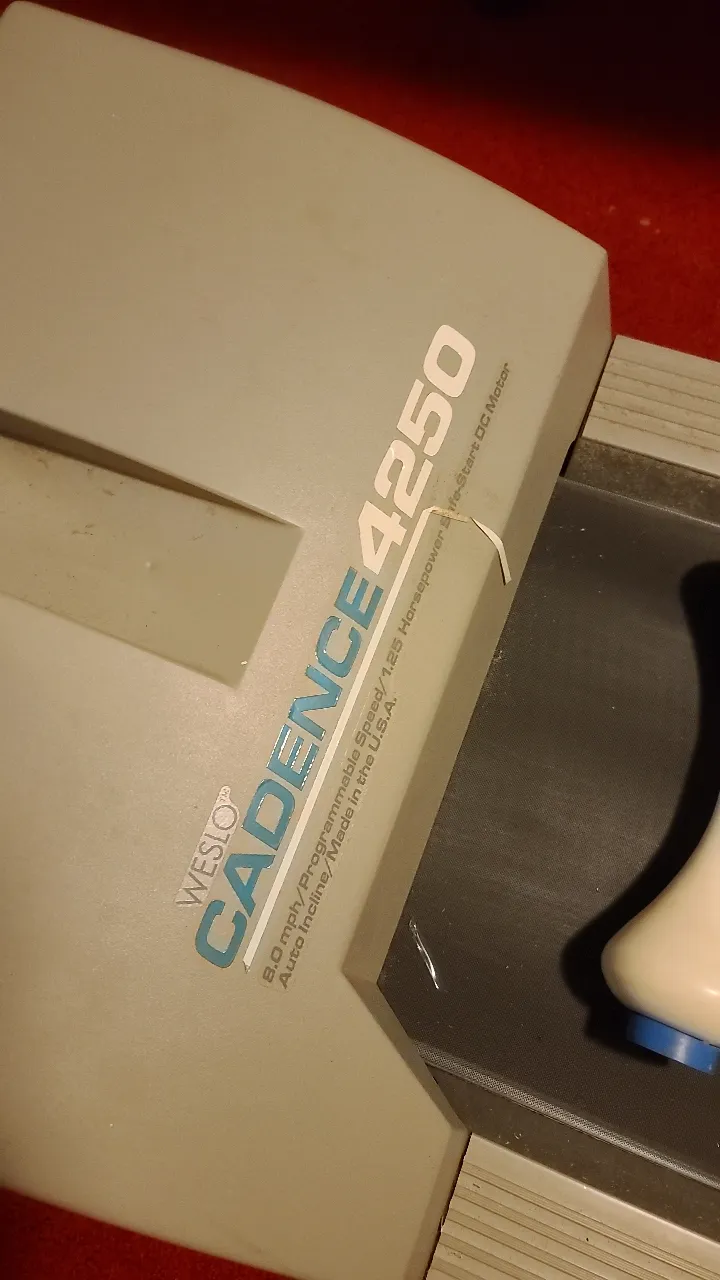 WESLO™
CADENCE 4250
8.0 mph/Programmable Speed/1.25 Horsepower Safe-Start DC Motor
Auto Incline/Made in the U.S.A.